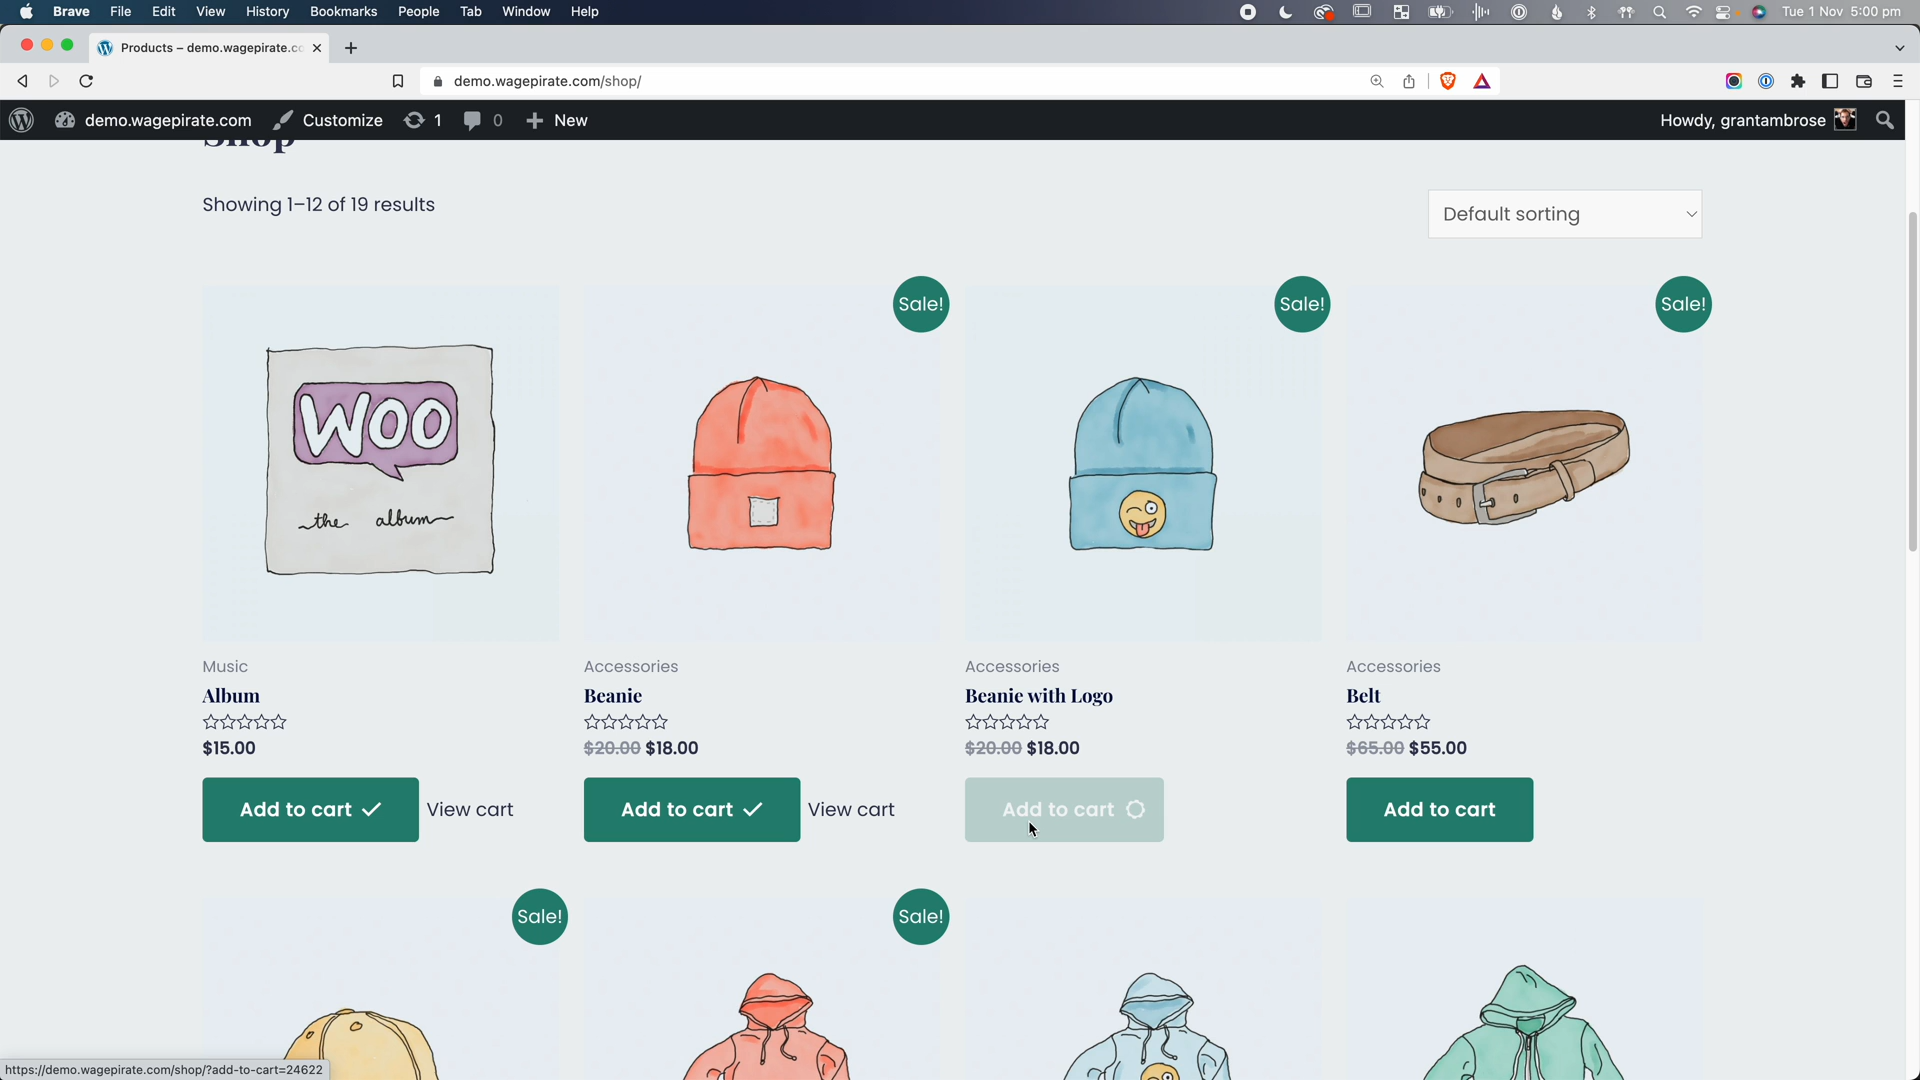 Brave File Edit View History Bookmarks People Tab Window Help Tue 1 Nov 5:00 pm
Products – demo.wagepirate.co
demo.wagepirate.com/shop/
demo.wagepirate.com Customize 1 0 New Howdy, grantambrose
Shop
Showing 1–12 of 19 results
Default sorting
Sale! Sale! Sale!
WOO
the album
Music Accessories Accessories Accessories
Album Beanie Beanie with Logo Belt
$15.00 $20.00 $18.00 $20.00 $18.00 $65.00 $55.00
Add to cart View cart Add to cart View cart Add to cart Add to cart
Sale! Sale!
https://demo.wagepirate.com/shop/?add-to-cart=24622